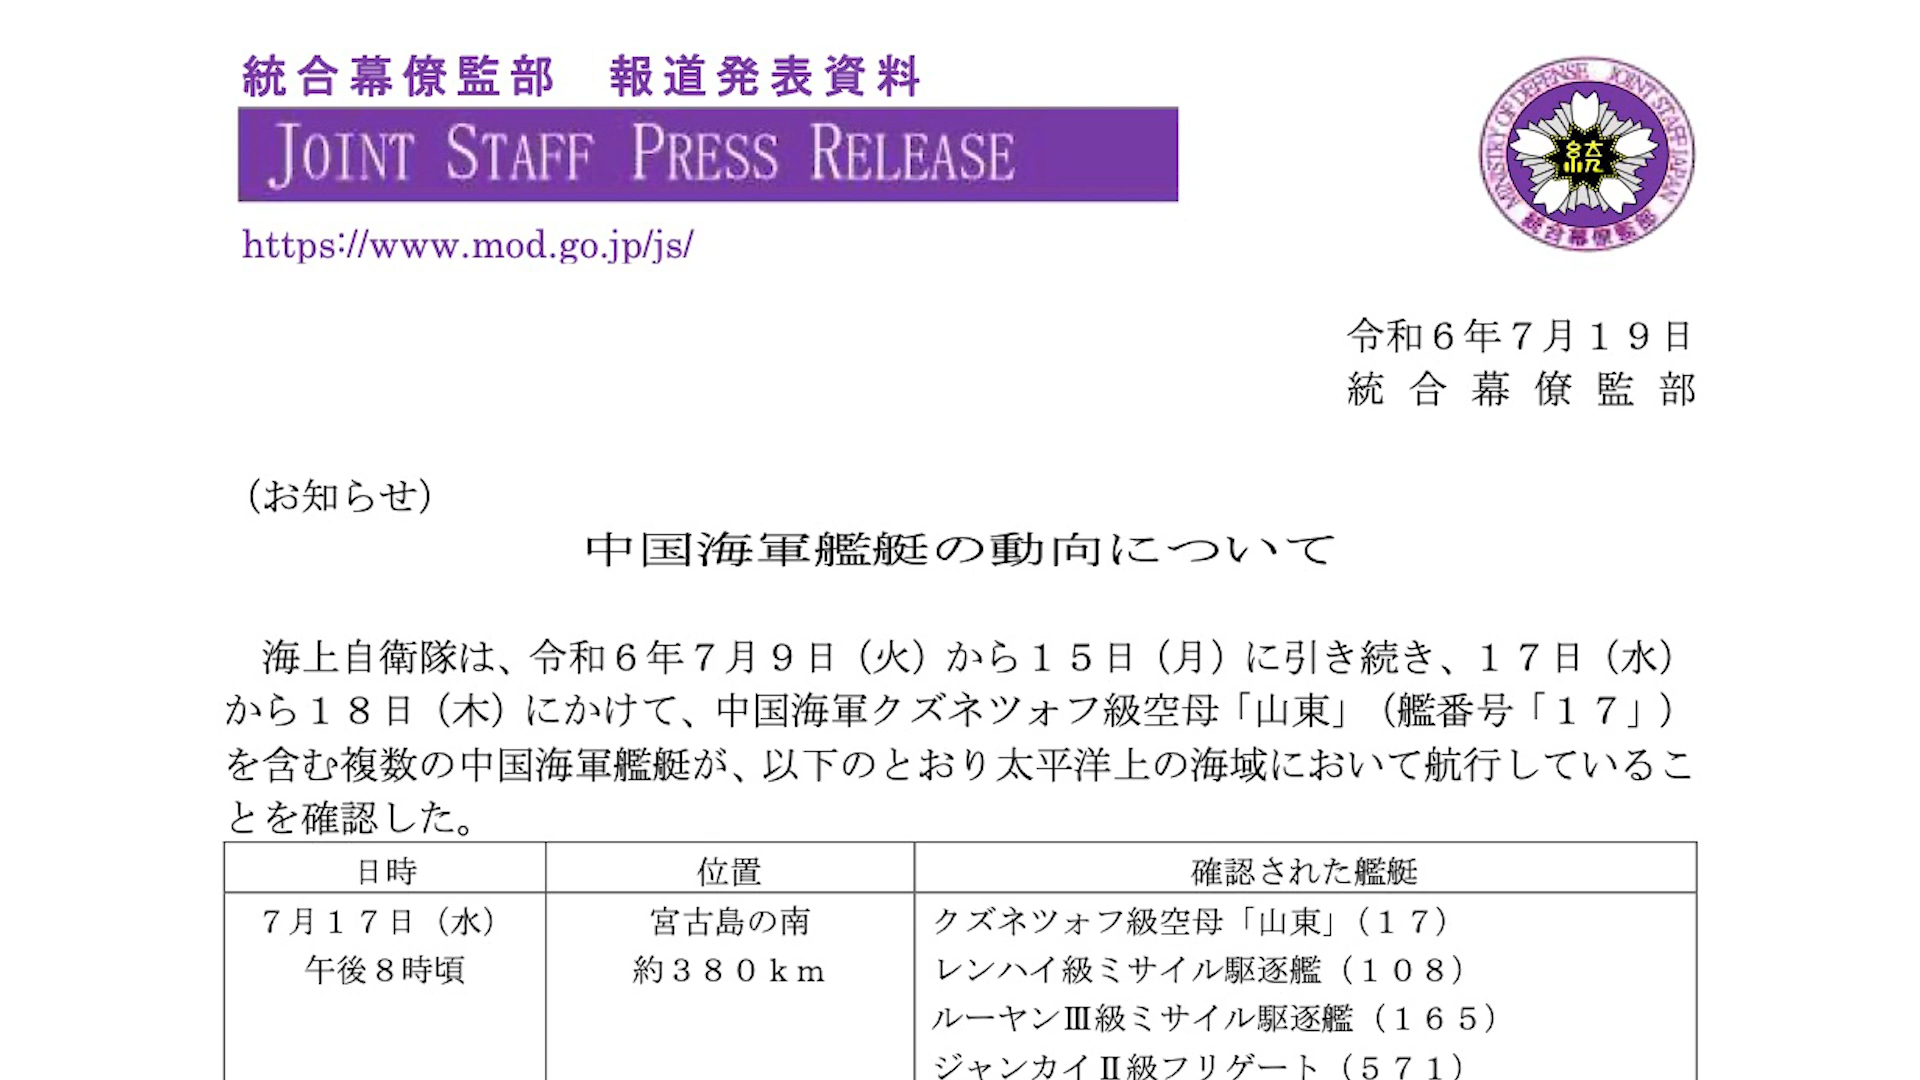 統合幕僚監部　報道発表資料
JOINT STAFF PRESS RELEASE
https://www.mod.go.jp/js/
MINISTRY OF DEFENSE JOINT STAFF JAPAN
統
統合幕僚監部
令和６年７月１９日
統合幕僚監部
（お知らせ）
中国海軍艦艇の動向について
海上自衛隊は、令和６年７月９日（火）から１５日（月）に引き続き、１７日（水）
から１８日（木）にかけて、中国海軍クズネツォフ級空母「山東」（艦番号「１７」）
を含む複数の中国海軍艦艇が、以下のとおり太平洋上の海域において航行しているこ
とを確認した。
日時　位置　確認された艦艇
７月１７日（水）　宮古島の南　クズネツォフ級空母「山東」（１７）
午後８時頃　約３８０ｋｍ　レンハイ級ミサイル駆逐艦（１０８）
ルーヤンⅢ級ミサイル駆逐艦（１６５）
ジャンカイⅡ級フリゲート（５７１）